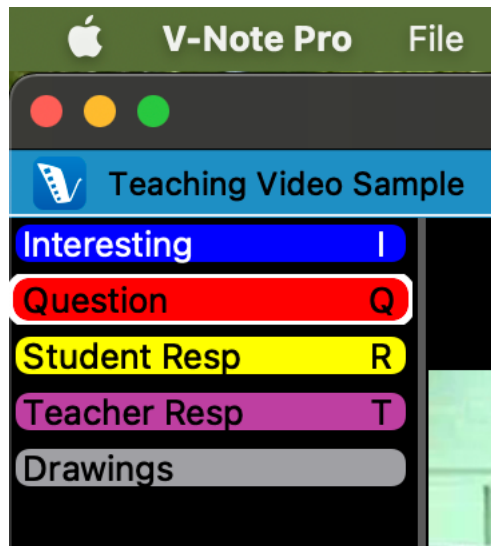 V-Note Pro File
Teaching Video Sample
Interesting I
Question Q
Student Resp R
Teacher Resp T
Drawings